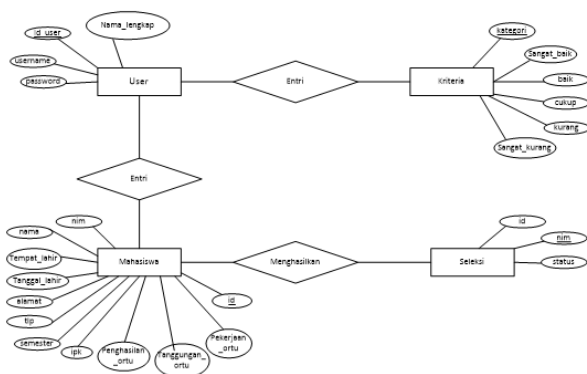 Nama_lengkap
id_user
username
password
User
Entri
Kriteria
kategori
Sangat_baik
baik
cukup
kurang
Sangat_kurang
Entri
nim
nama
Tempat_lahir
Tanggal_lahir
alamat
tlp
semester
ipk
Penghasilan
_ortu
Tanggungan_
ortu
Pekerjaan
_ortu
id
Mahasiswa
Menghasilkan
Seleksi
id
nim
status